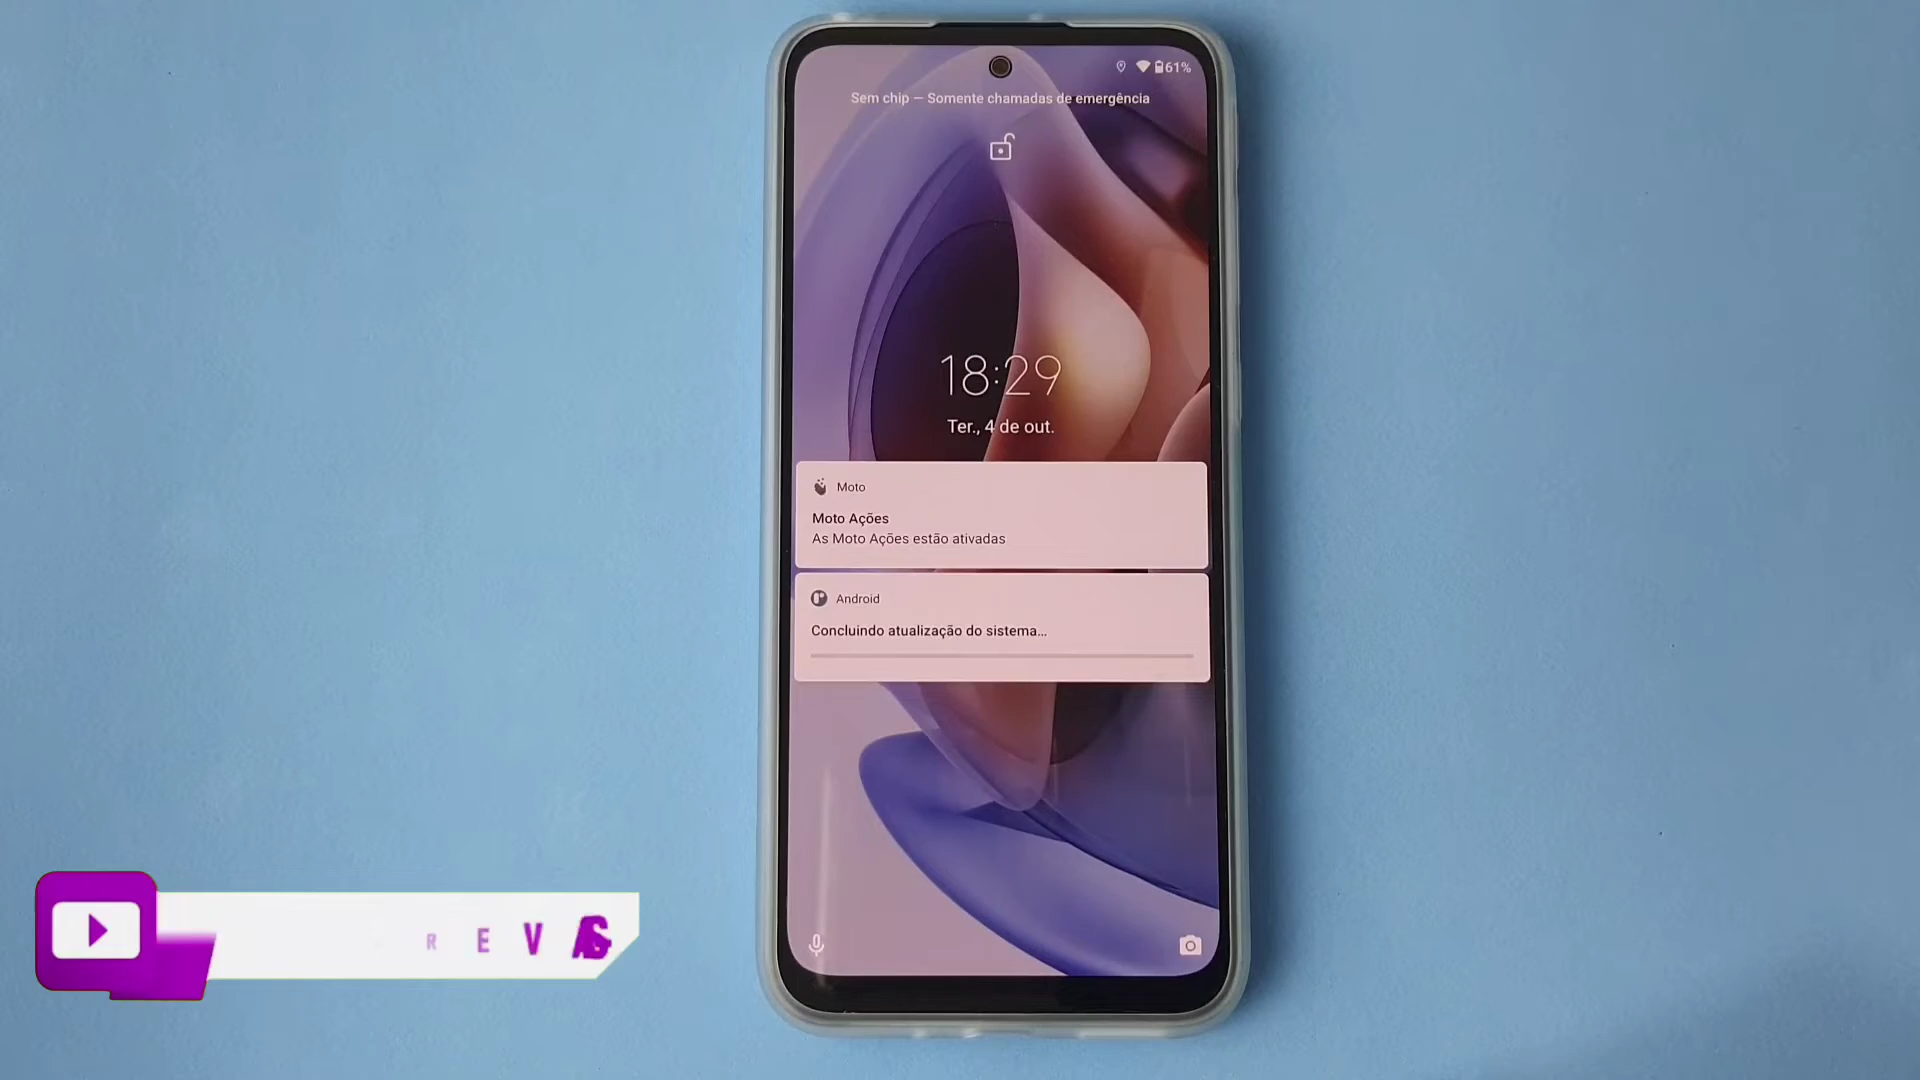 61%
Sem chip — Somente chamadas de emergência
18:29
Ter., 4 de out.
Moto
Moto Ações
As Moto Ações estão ativadas
Android
Concluindo atualização do sistema...
R E V